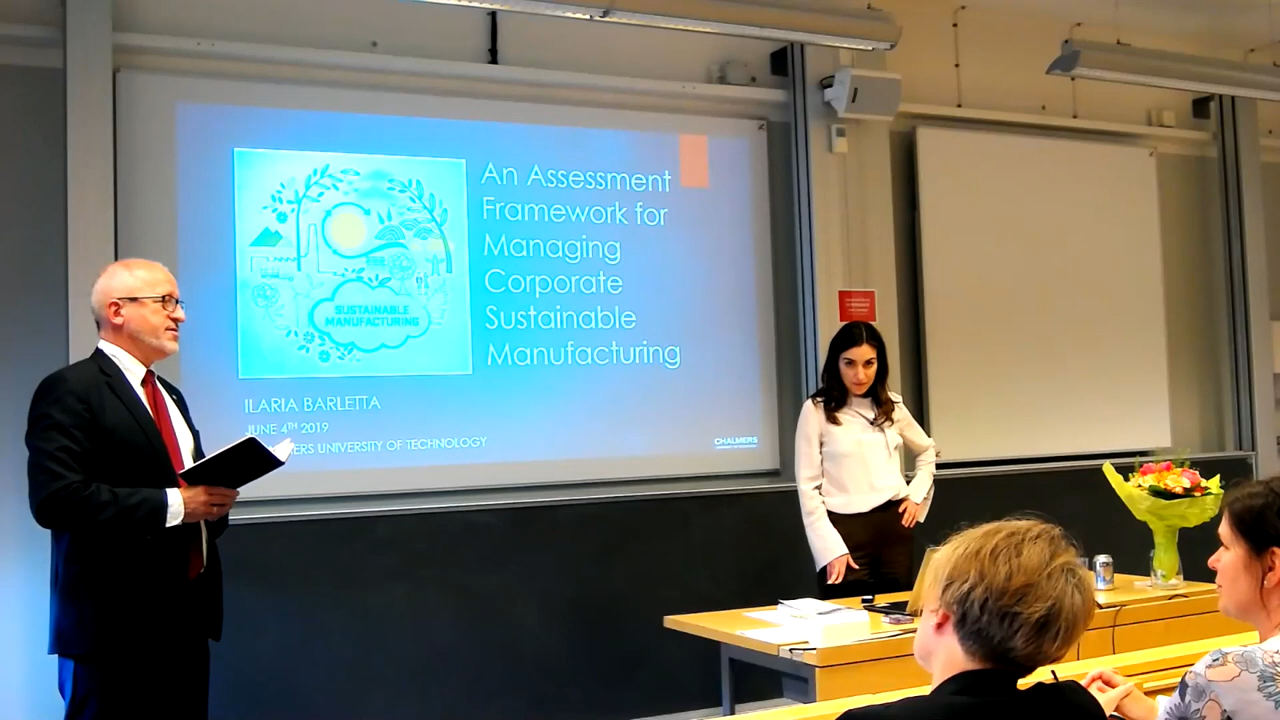 An Assessment
Framework for
Managing
Corporate
Sustainable
Manufacturing
SUSTAINABLE
MANUFACTURING
ILARIA BARLETTA
JUNE 4TH 2019
UNIVERSITY OF TECHNOLOGY
CHALMERS